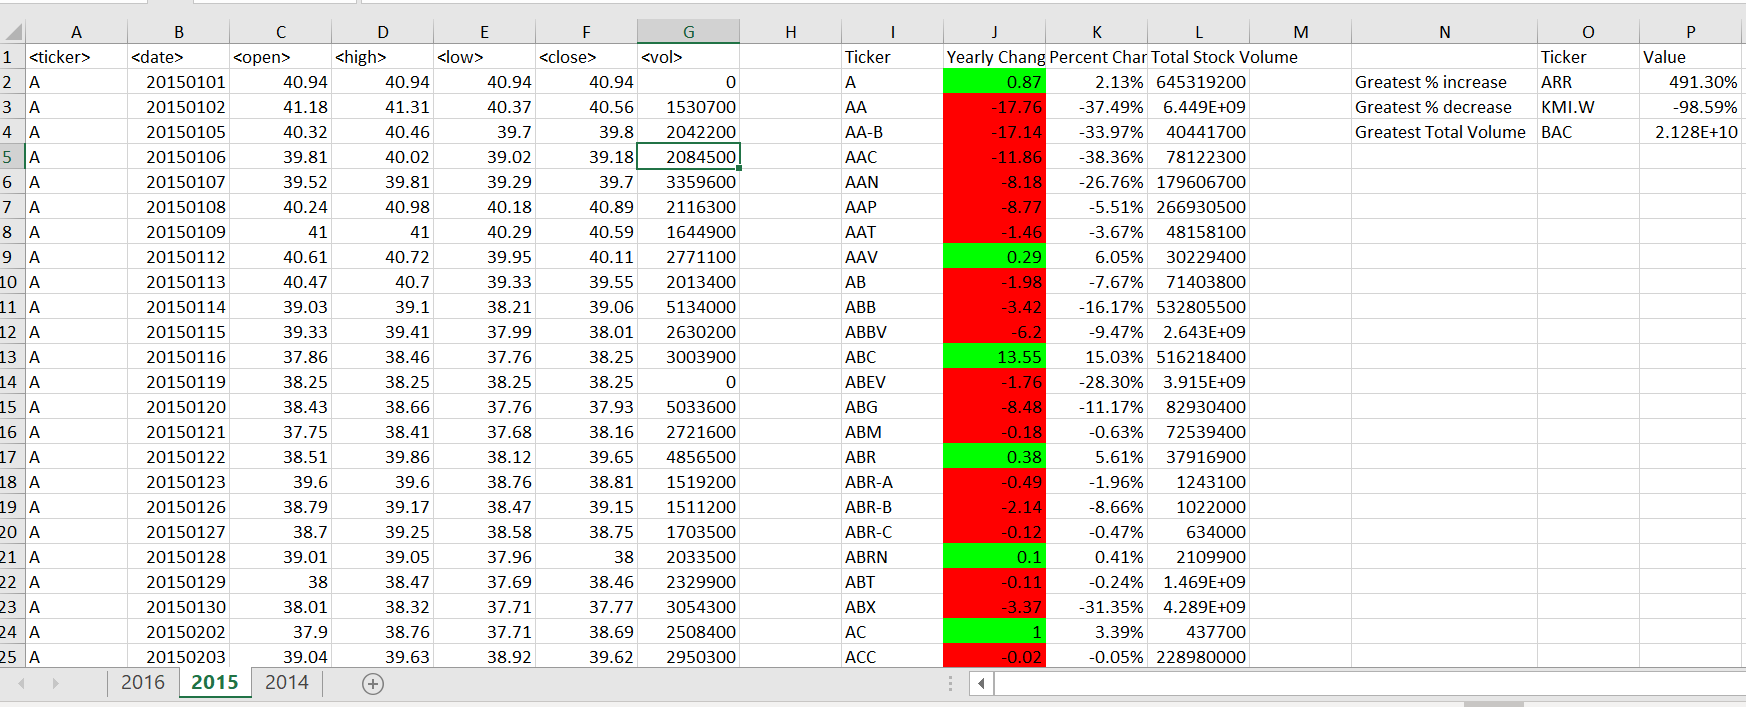 A B C D E F G H I J K L M N O P
1 <ticker> <date> <open> <high> <low> <close> <vol> Ticker Yearly Chang Percent Char Total Stock Volume Ticker Value
2 A 20150101 40.94 40.94 40.94 40.94 0 A 0.87 2.13% 645319200 Greatest % increase ARR 491.30%
3 A 20150102 41.18 41.31 40.37 40.56 1530700 AA -17.76 -37.49% 6.449E+09 Greatest % decrease KMI.W -98.59%
4 A 20150105 40.32 40.46 39.7 39.8 2042200 AA-B -17.14 -33.97% 40441700 Greatest Total Volume BAC 2.128E+10
5 A 20150106 39.81 40.02 39.02 39.18 2084500 AAC -11.86 -38.36% 78122300
6 A 20150107 39.52 39.81 39.29 39.7 3359600 AAN -8.18 -26.76% 179606700
7 A 20150108 40.24 40.98 40.18 40.89 2116300 AAP -8.77 -5.51% 266930500
8 A 20150109 41 41 40.29 40.59 1644900 AAT -1.46 -3.67% 48158100
9 A 20150112 40.61 40.72 39.95 40.11 2771100 AAV 0.29 6.05% 30229400
10 A 20150113 40.47 40.7 39.33 39.55 2013400 AB -1.98 -7.67% 71403800
11 A 20150114 39.03 39.1 38.21 39.06 5134000 ABB -3.42 -16.17% 532805500
12 A 20150115 39.33 39.41 37.99 38.01 2630200 ABBV -6.2 -9.47% 2.643E+09
13 A 20150116 37.86 38.46 37.76 38.25 3003900 ABC 13.55 15.03% 516218400
14 A 20150119 38.25 38.25 38.25 38.25 0 ABEV -1.76 -28.30% 3.915E+09
15 A 20150120 38.43 38.66 37.76 37.93 5033600 ABG -8.48 -11.17% 82930400
16 A 20150121 37.75 38.41 37.68 38.16 2721600 ABM -0.18 -0.63% 72539400
17 A 20150122 38.51 39.86 38.12 39.65 4856500 ABR 0.38 5.61% 37916900
18 A 20150123 39.6 39.6 38.76 38.81 1519200 ABR-A -0.49 -1.96% 1243100
19 A 20150126 38.79 39.17 38.47 39.15 1511200 ABR-B -2.14 -8.66% 1022000
20 A 20150127 38.7 39.25 38.58 38.75 1703500 ABR-C -0.12 -0.47% 634000
21 A 20150128 39.01 39.05 37.96 38 2033500 ABRN 0.1 0.41% 2109900
22 A 20150129 38 38.47 37.69 38.46 2329900 ABT -0.11 -0.24% 1.469E+09
23 A 20150130 38.01 38.32 37.71 37.77 3054300 ABX -3.37 -31.35% 4.289E+09
24 A 20150202 37.9 38.76 37.71 38.69 2508400 AC 1 3.39% 437700
25 A 20150203 39.04 39.63 38.92 39.62 2950300 ACC -0.02 -0.05% 228980000
2016 2015 2014